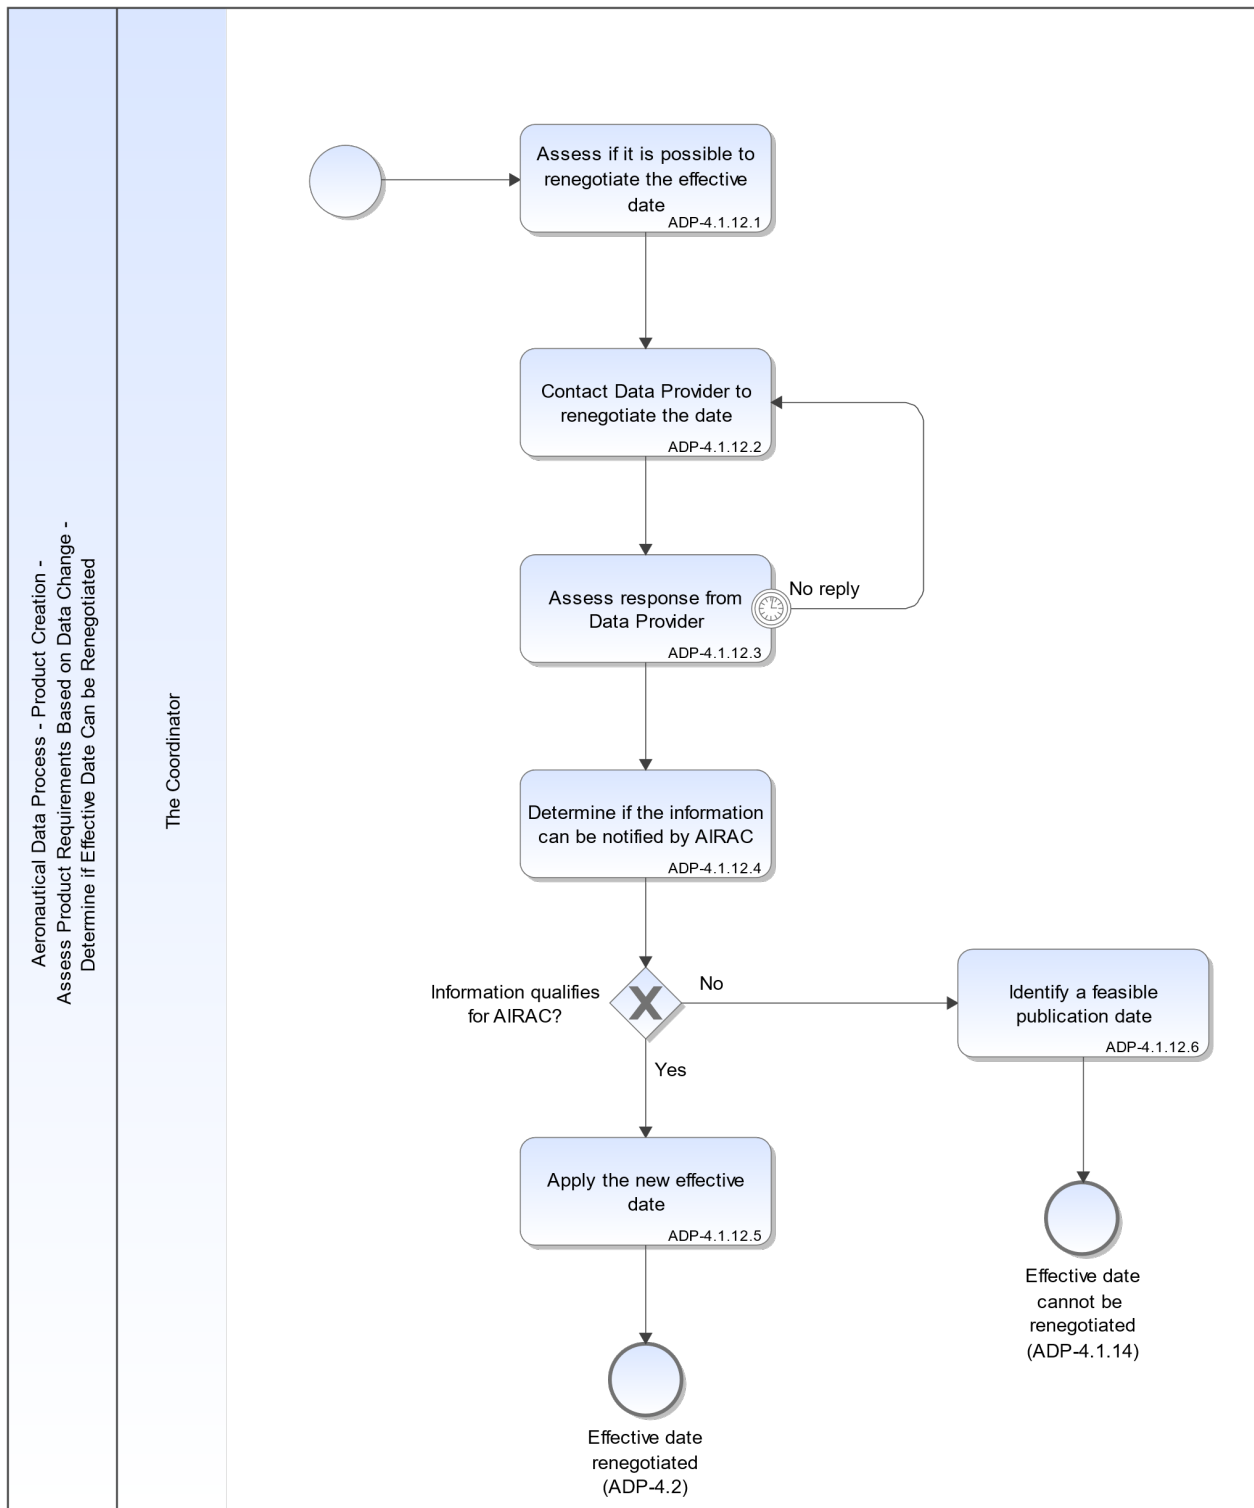 Aeronautical Data Process - Product Creation -
Assess Product Requirements Based on Data Change -
Determine if Effective Date Can be Renegotiated
The Coordinator
Assess if it is possible to
renegotiate the effective
date
ADP-4.1.12.1
Contact Data Provider to
renegotiate the date
ADP-4.1.12.2
Assess response from
Data Provider
ADP-4.1.12.3
No reply
Determine if the information
can be notified by AIRAC
ADP-4.1.12.4
Information qualifies
for AIRAC?
No
Yes
Identify a feasible
publication date
ADP-4.1.12.6
Apply the new effective
date
ADP-4.1.12.5
Effective date
cannot be
renegotiated
(ADP-4.1.14)
Effective date
renegotiated
(ADP-4.2)